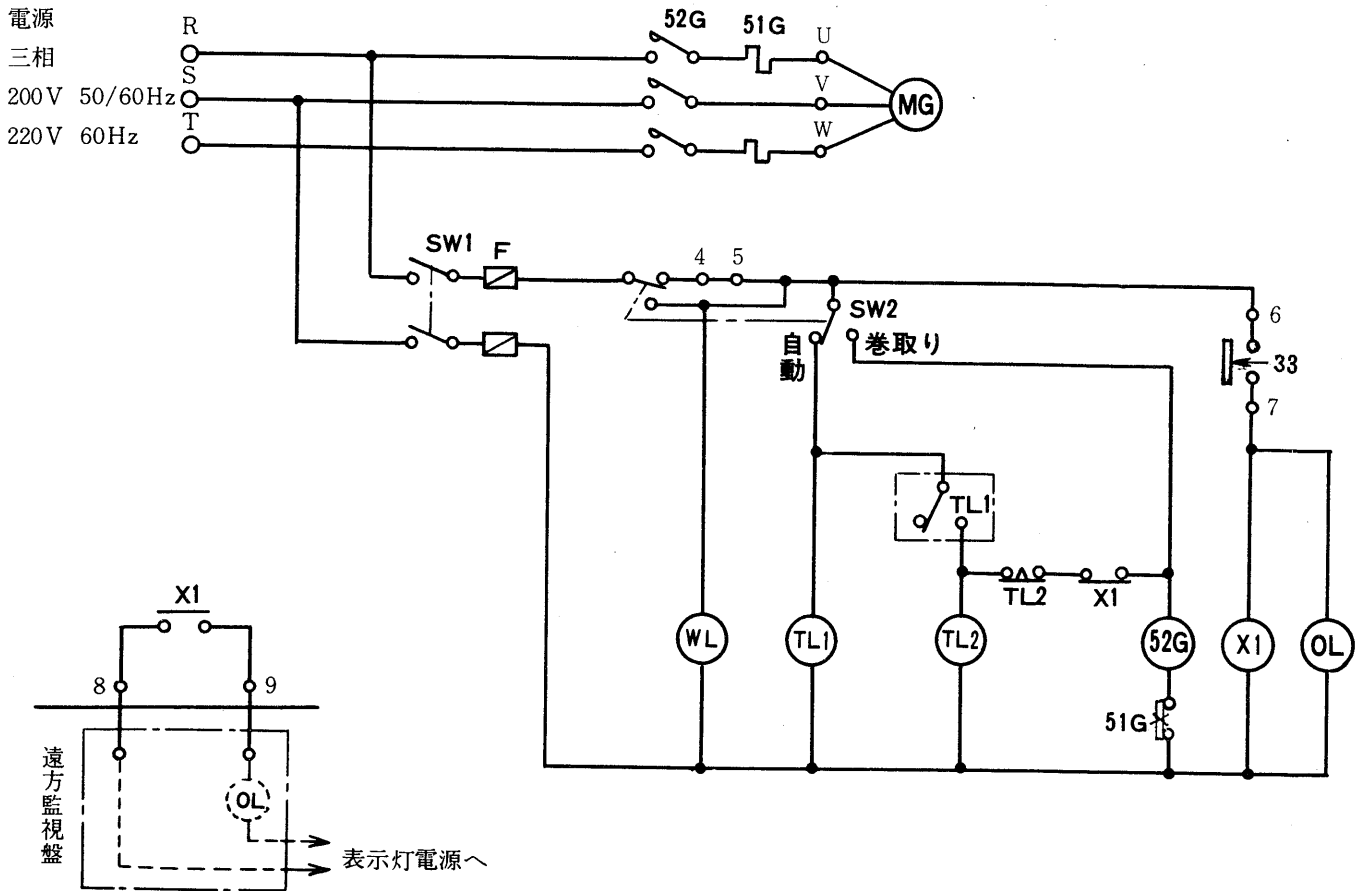 電源
三相
200V 50/60Hz
220V 60Hz
R
S
T
52G
51G
U
V
W
MG
SW1
F
4
5
SW2
自動
巻取り
6
33
7
TL1
TL2
X1
WL
TL1
TL2
52G
X1
OL
51G
X1
8
9
遠方監視盤
OL
表示灯電源へ